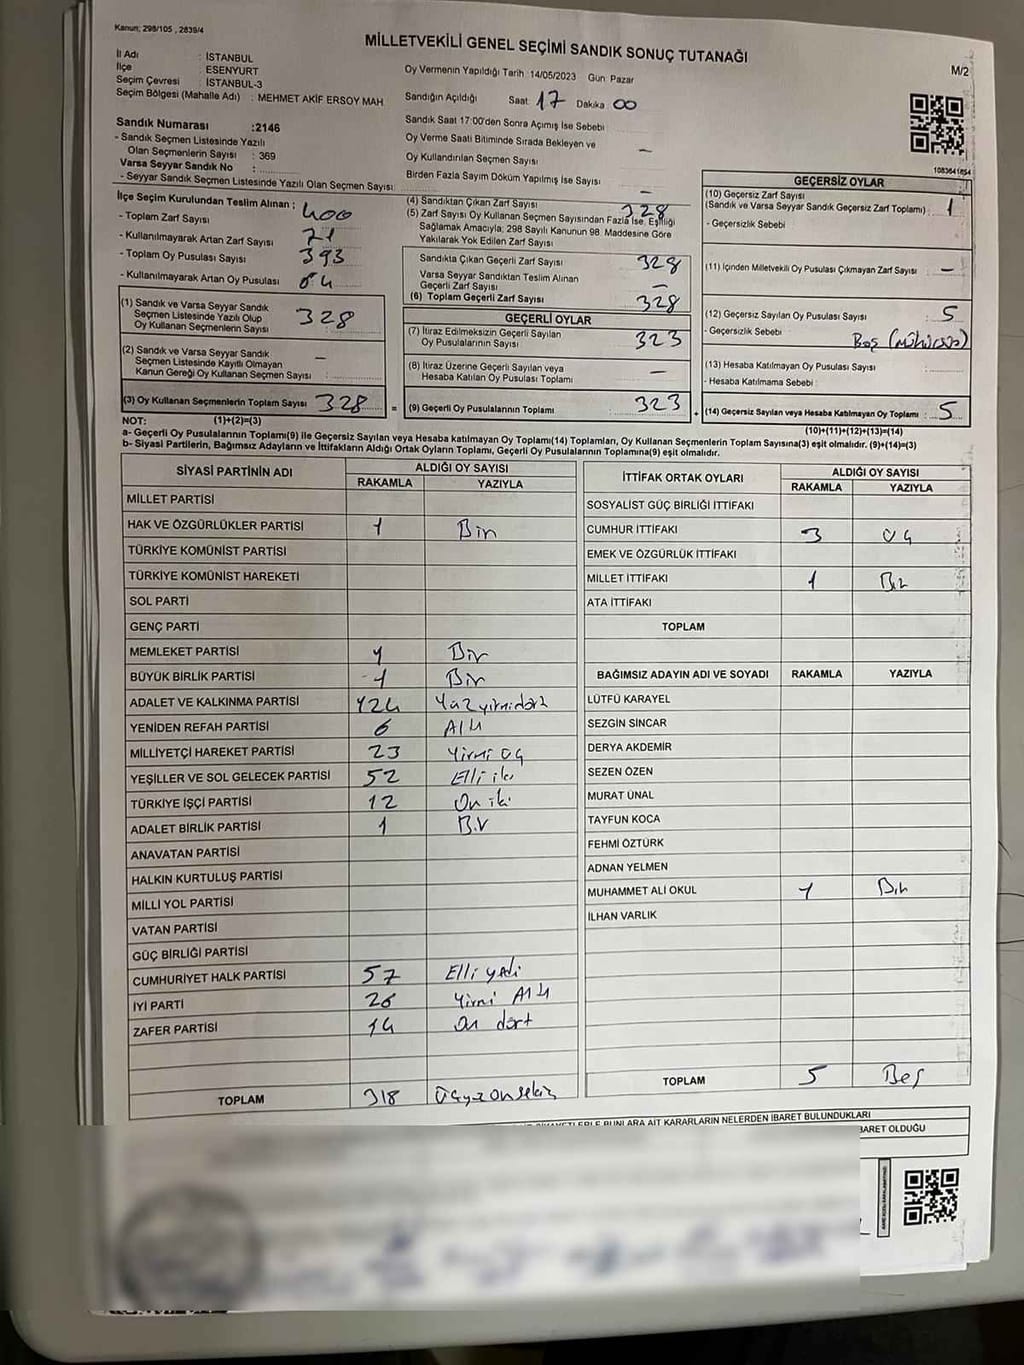 Kanun: 298/105 , 2839/4
MİLLETVEKİLİ GENEL SEÇİMİ SANDIK SONUÇ TUTANAĞI
M/2
İl Adı : İSTANBUL
İlçe : ESENYURT
Seçim Çevresi : İSTANBUL-3
Seçim Bölgesi (Mahalle Adı) : MEHMET AKİF ERSOY MAH
Oy Vermenin Yapıldığı Tarih :14/05/2023 Gün: Pazar
Sandığın Açıldığı Saat: 17 Dakika 00
Sandık Saat 17:00'den Sonra Açımış İse Sebebi
Oy Verme Saati Bitiminde Sırada Bekleyen ve
Oy Kullandırılan Seçmen Sayısı —
Birden Fazla Sayım Döküm Yapılmış İse Sayısı —
Sandık Numarası :2146
- Sandık Seçmen Listesinde Yazılı
Olan Seçmenlerin Sayısı : 369
Varsa Seyyar Sandık No :
- Seyyar Sandık Seçmen Listesinde Yazılı Olan Seçmen Sayısı:
İlçe Seçim Kurulundan Teslim Alınan ;
- Toplam Zarf Sayısı 400
- Kullanılmayarak Artan Zarf Sayısı 71
- Toplam Oy Pusulası Sayısı 393
- Kullanılmayarak Artan Oy Pusulası 64
(1) Sandık ve Varsa Seyyar Sandık
Seçmen Listesinde Yazılı Olup
Oy Kullanan Seçmenlerin Sayısı : 328
(2) Sandık ve Varsa Seyyar Sandık
Seçmen Listesinde Kayıtlı Olmayan
Kanun Gereği Oy Kullanan Seçmen Sayısı : —
(3) Oy Kullanan Seçmenlerin Toplam Sayısı 328
(1)+(2)=(3)
(4) Sandıktan Çıkan Zarf Sayısı 328
(5) Zarf Sayısı Oy Kullanan Seçmen Sayısından Fazla İse, Eşitliği
Sağlamak Amacıyla; 298 Sayılı Kanunun 98. Maddesine Göre
Yakılarak Yok Edilen Zarf Sayısı
Sandıkta Çıkan Geçerli Zarf Sayısı 328
Varsa Seyyar Sandıktan Teslim Alınan
Geçerli Zarf Sayısı —
(6) Toplam Geçerli Zarf Sayısı 328
GEÇERLİ OYLAR
(7) İtiraz Edilmeksizin Geçerli Sayılan
Oy Pusulalarının Sayısı 323
(8) İtiraz Üzerine Geçerli Sayılan veya
Hesaba Katılan Oy Pusulası Toplamı —
= (9) Geçerli Oy Pusulalarının Toplamı 323
1083641854
GEÇERSİZ OYLAR
(10) Geçersiz Zarf Sayısı
(Sandık ve Varsa Seyyar Sandık Geçersiz Zarf Toplamı) : 1
- Geçersizlik Sebebi
(11) İçinden Milletvekili Oy Pusulası Çıkmayan Zarf Sayısı : —
(12) Geçersiz Sayılan Oy Pusulası Sayısı 5
- Geçersizlik Sebebi : Boş (Mühürsüz)
(13) Hesaba Katılmayan Oy Pusulası Sayısı
- Hesaba Katılmama Sebebi :
+ (14) Geçersiz Sayılan veya Hesaba Katılmayan Oy Toplamı : 5
(10)+(11)+(12)+(13)=(14)
NOT:
a- Geçerli Oy Pusulalarının Toplamı(9) ile Geçersiz Sayılan veya Hesaba katılmayan Oy Toplamı(14) Toplamları, Oy Kullanan Seçmenlerin Toplam Sayısına(3) eşit olmalıdır. (9)+(14)=(3)
b- Siyasi Partilerin, Bağımsız Adayların ve İttifakların Aldığı Ortak Oyların Toplamı, Geçerli Oy Pusulalarının Toplamına(9) eşit olmalıdır.
SİYASİ PARTİNİN ADI ALDIĞI OY SAYISI
RAKAMLA YAZIYLA
MİLLET PARTİSİ
HAK VE ÖZGÜRLÜKLER PARTİSİ 1 Bir
TÜRKİYE KOMÜNİST PARTİSİ
TÜRKİYE KOMÜNİST HAREKETİ
SOL PARTİ
GENÇ PARTİ
MEMLEKET PARTİSİ 1 Bir
BÜYÜK BİRLİK PARTİSİ 1 Bir
ADALET VE KALKINMA PARTİSİ 124 Yüzyirmidört
YENİDEN REFAH PARTİSİ 6 Altı
MİLLİYETÇİ HAREKET PARTİSİ 23 Yirmi üç
YEŞİLLER VE SOL GELECEK PARTİSİ 52 Elli iki
TÜRKİYE İŞÇİ PARTİSİ 12 On iki
ADALET BİRLİK PARTİSİ 1 Bir
ANAVATAN PARTİSİ
HALKIN KURTULUŞ PARTİSİ
MİLLİ YOL PARTİSİ
VATAN PARTİSİ
GÜÇ BİRLİĞİ PARTİSİ
CUMHURİYET HALK PARTİSİ 57 Elli yedi
İYİ PARTİ 26 Yirmi Altı
ZAFER PARTİSİ 14 On dört
TOPLAM 318 Üçyüzonsekiz
İTTİFAK ORTAK OYLARI ALDIĞI OY SAYISI
RAKAMLA YAZIYLA
SOSYALİST GÜÇ BİRLİĞİ İTTİFAKI
CUMHUR İTTİFAKI 3 Üç
EMEK VE ÖZGÜRLÜK İTTİFAKI
MİLLET İTTİFAKI 1 Bir
ATA İTTİFAKI
TOPLAM
BAĞIMSIZ ADAYIN ADI VE SOYADI RAKAMLA YAZIYLA
LÜTFÜ KARAYEL
SEZGİN SİNCAR
DERYA AKDEMİR
SEZEN ÖZEN
MURAT ÜNAL
TAYFUN KOCA
FEHMİ ÖZTÜRK
ADNAN YELMEN
MUHAMMET ALİ OKUL 1 Bir
İLHAN VARLIK
TOPLAM 5 Beş
BUNLARA AİT KARARLARIN NELERDEN İBARET BULUNDUKLARI
İBARET OLDUĞU